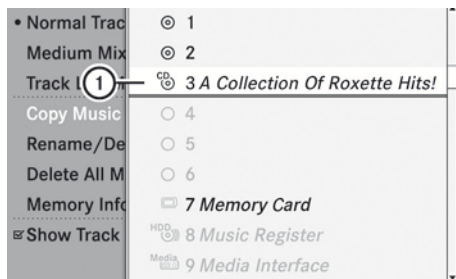 • Normal Trac
Medium Mix
Track L
Copy Music
Rename/De
Delete All M
Memory Info
Show Track
1
2
1
CD 3 A Collection Of Roxette Hits!
4
5
6
7 Memory Card
HDD 8 Music Register
Media 9 Media Interface